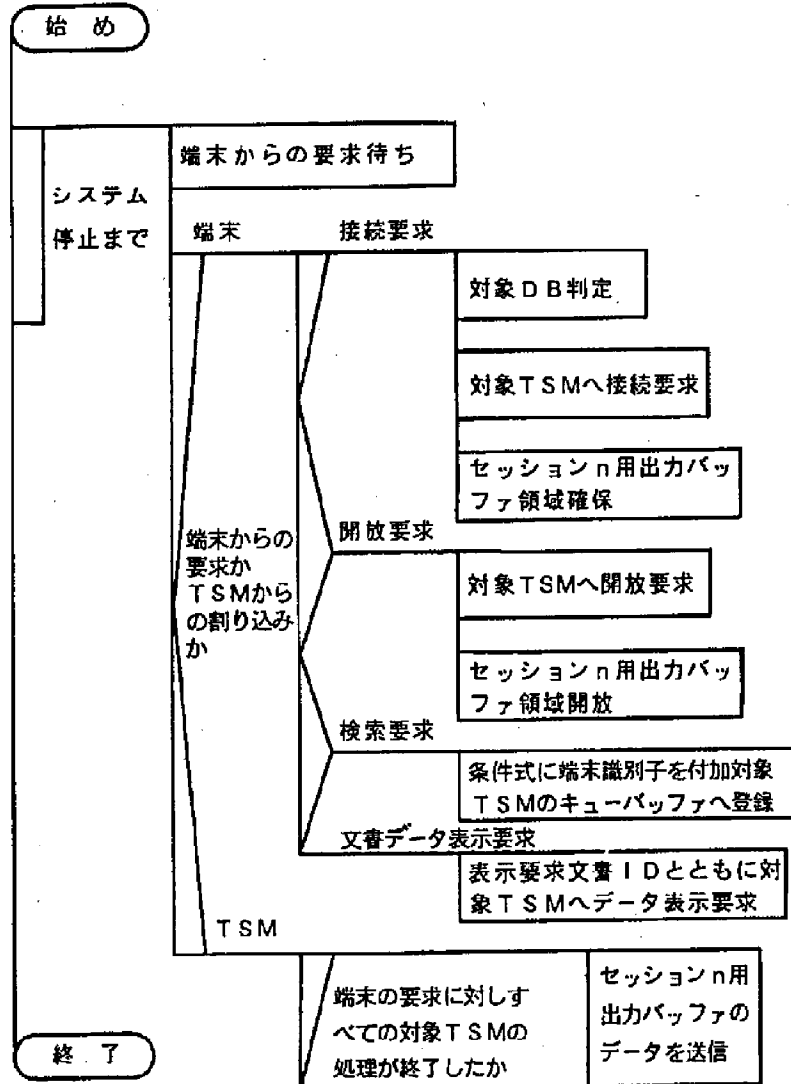 始め
端末からの要求待ち
システム
停止まで
端末
接続要求
対象DB判定
対象TSMへ接続要求
セッションn用出力バッ
ファ領域確保
端末からの
要求か
TSMから
の割り込み
か
開放要求
対象TSMへ開放要求
セッションn用出力バッ
ファ領域開放
検索要求
条件式に端末識別子を付加対象
TSMのキューバッファへ登録
文書データ表示要求
表示要求文書IDとともに対
象TSMへデータ表示要求
TSM
端末の要求に対しす
べての対象TSMの
処理が終了したか
セッションn用
出力バッファの
データを送信
終了